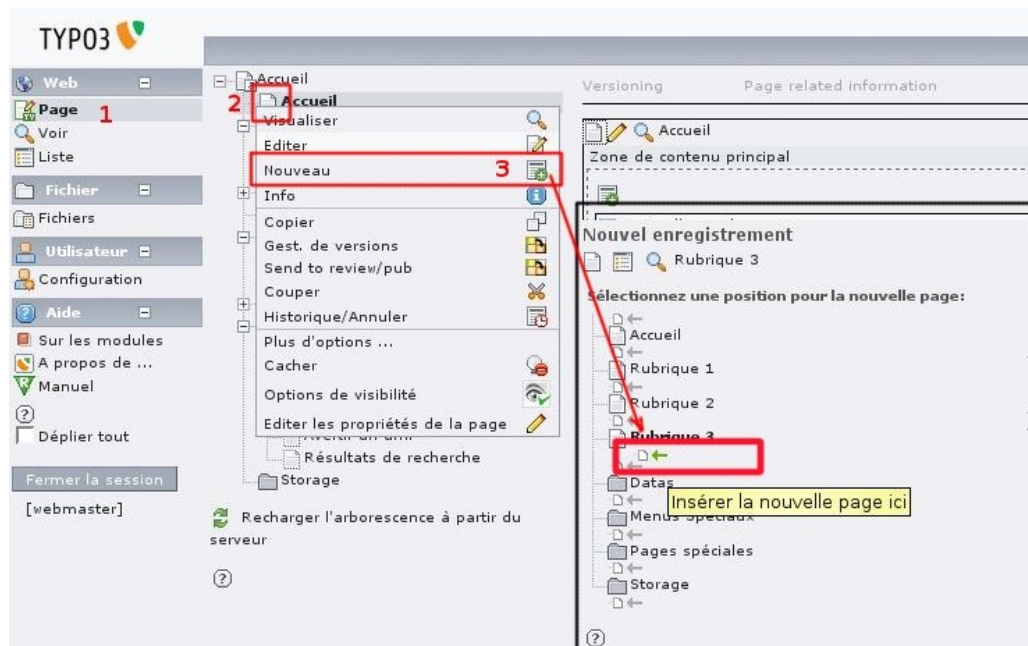 TYPO3
Web
Page
1
Voir
Liste
Fichier
Fichiers
Utilisateur
Configuration
Aide
Sur les modules
A propos de ...
Manuel
Déplier tout
Fermer la session
[webmaster]
Accueil
2
Accueil
Visualiser
Editer
Nouveau
3
Info
Copier
Gest. de versions
Send to review/pub
Couper
Historique/Annuler
Plus d'options ...
Cacher
Options de visibilité
Editer les propriétés de la page
Résultats de recherche
Storage
Recharger l'arborescence à partir du
serveur
Versioning Page related information
Accueil
Zone de contenu principal
Nouvel enregistrement
Rubrique 3
Sélectionnez une position pour la nouvelle page:
Accueil
Rubrique 1
Rubrique 2
Rubrique 3
Datas
Insérer la nouvelle page ici
Menus Spéciaux
Pages spéciales
Storage